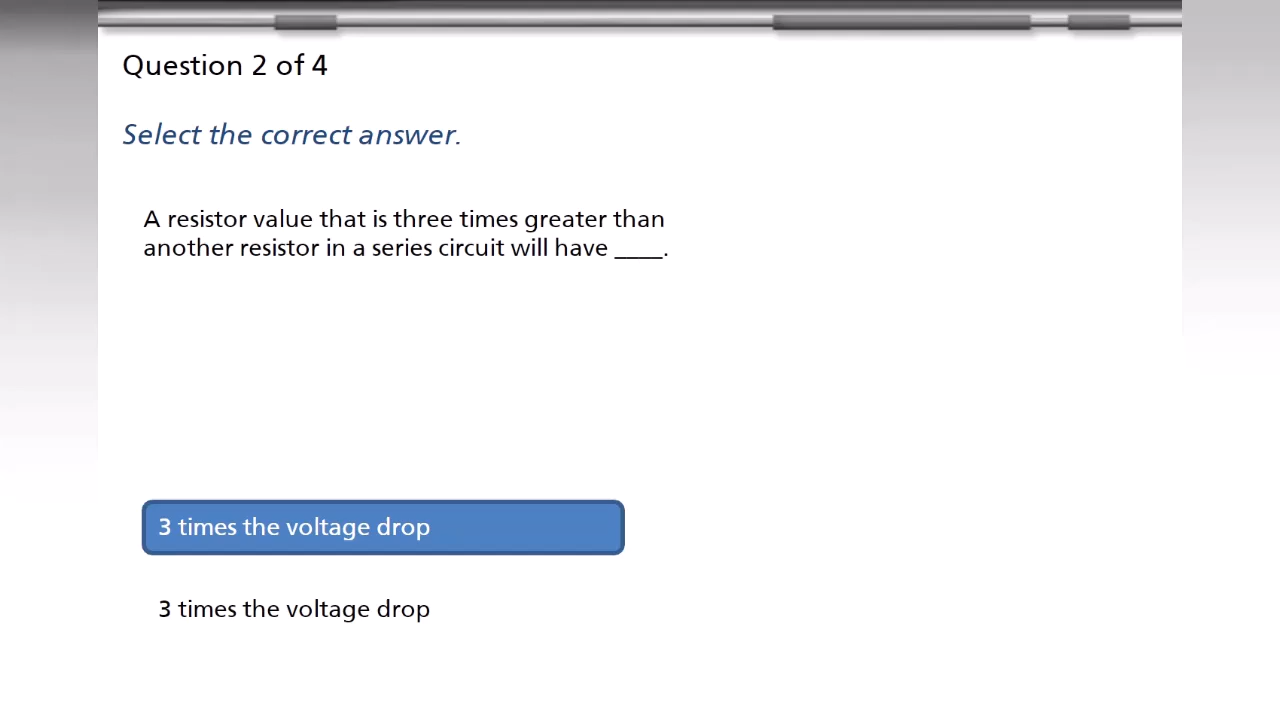 Question 2 of 4
Select the correct answer.
A resistor value that is three times greater than
another resistor in a series circuit will have ____.
3 times the voltage drop
3 times the voltage drop